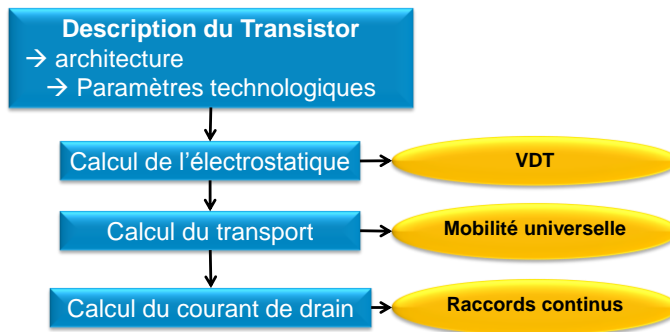 Description du Transistor
→ architecture
→ Paramètres technologiques
Calcul de l'électrostatique
VDT
Calcul du transport
Mobilité universelle
Calcul du courant de drain
Raccords continus